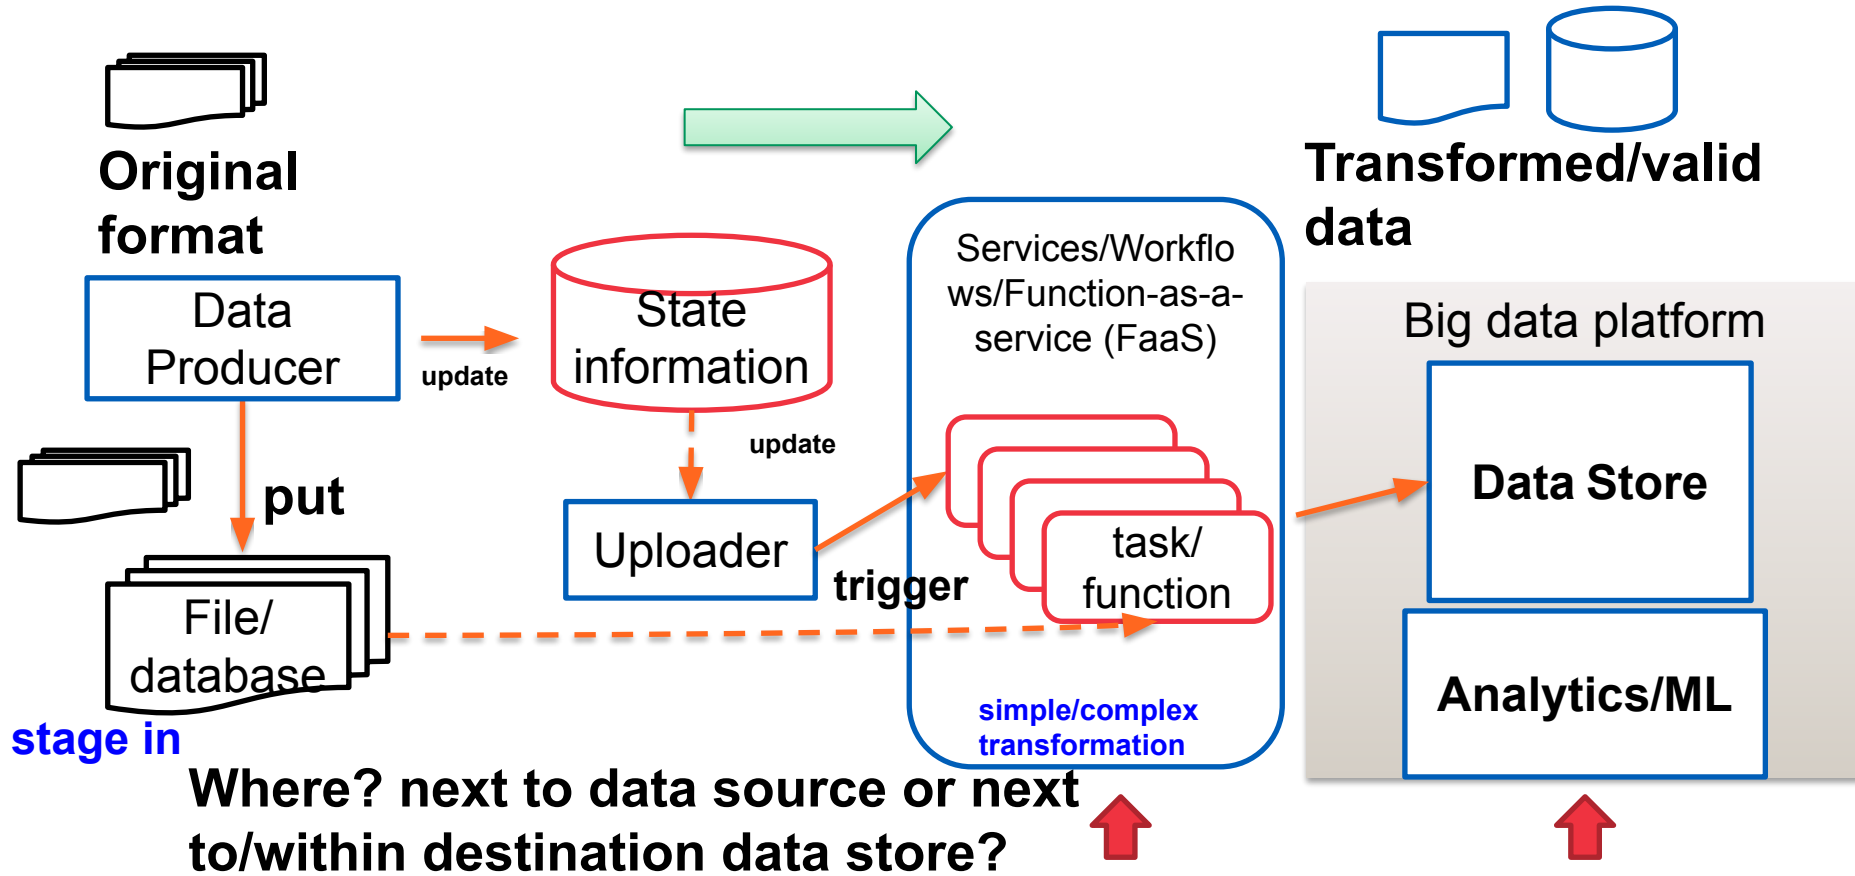 Original
format
Transformed/valid
data
Data
Producer
update
State
information
Services/Workflo
ws/Function-as-a-
service (FaaS)
Big data platform
update
put
Data Store
Uploader
trigger
task/
function
File/
database
stage in
simple/complex
transformation
Analytics/ML
Where? next to data source or next
to/within destination data store?